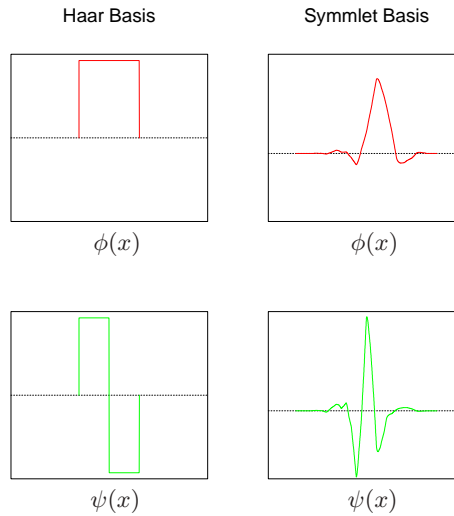 Haar Basis
Symmlet Basis
ϕ(x)
ϕ(x)
ψ(x)
ψ(x)